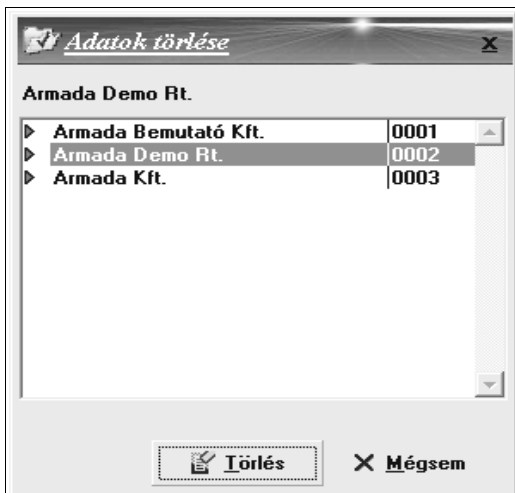 Adatok törlése x
Armada Demo Rt.
Armada Bemutató Kft. 0001
Armada Demo Rt. 0002
Armada Kft. 0003
Törlés Mégsem